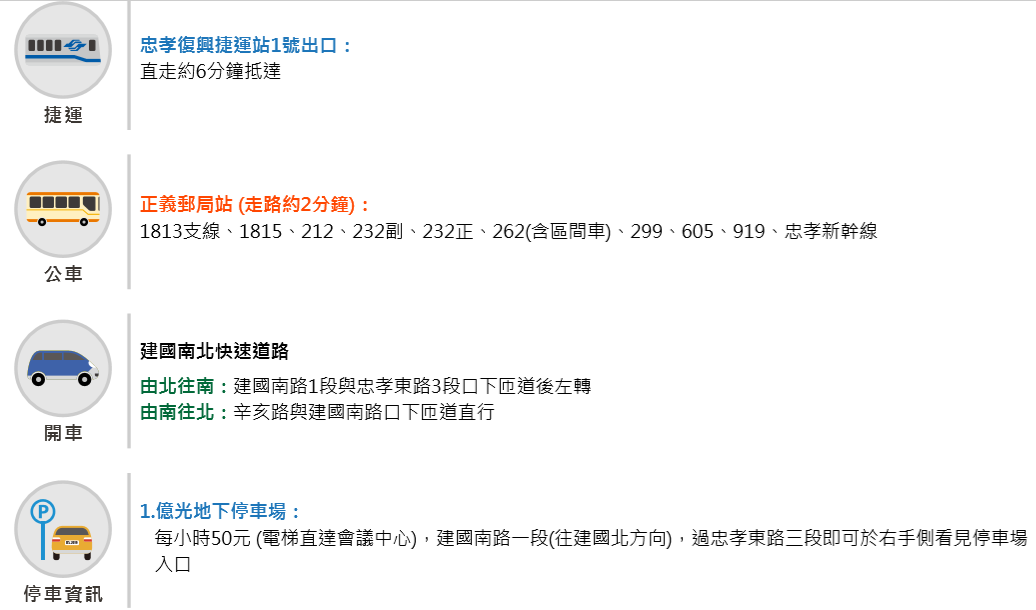 忠孝復興捷運站1號出口：
直走約6分鐘抵達
捷運
正義郵局站 (走路約2分鐘)：
1813支線、1815、212、232副、232正、262(含區間車)、299、605、919、忠孝新幹線
公車
建國南北快速道路
由北往南：建國南路1段與忠孝東路3段口下匝道後左轉
由南往北：辛亥路與建國南路口下匝道直行
開車
P
1.億光地下停車場：
每小時50元 (電梯直達會議中心)，建國南路一段(往建國北方向)，過忠孝東路三段即可於右手側看見停車場
入口
停車資訊